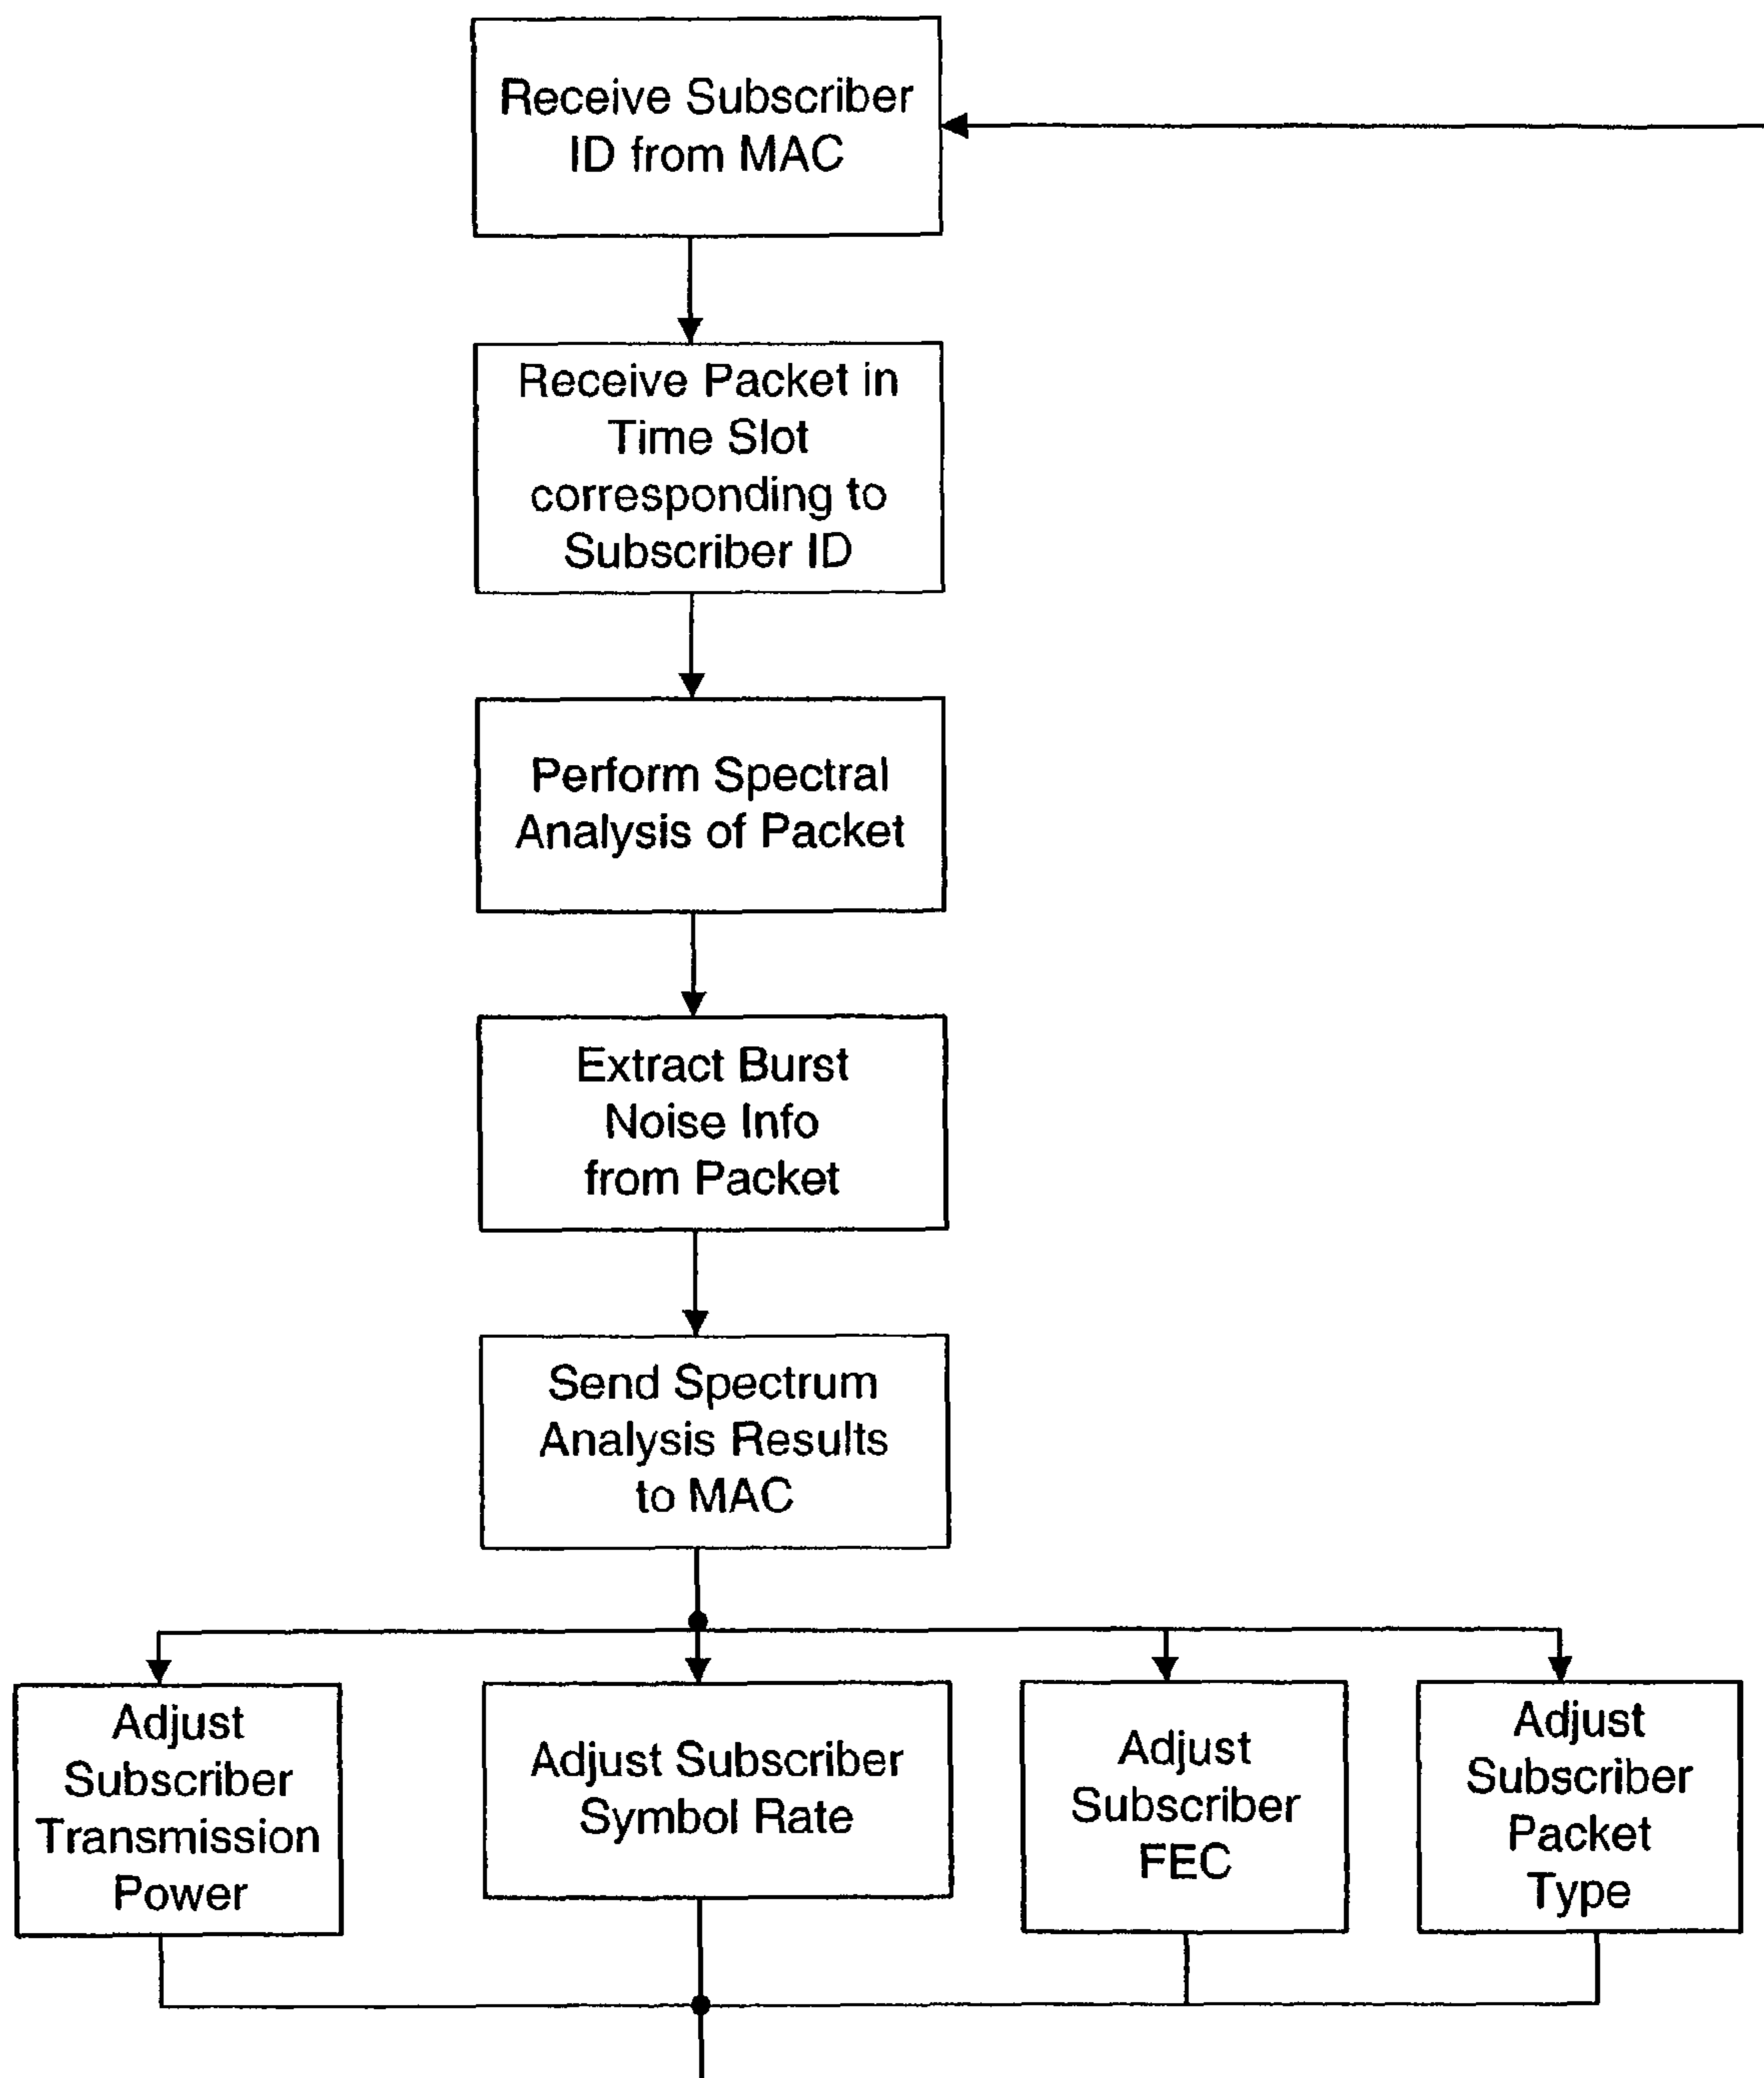 Receive Subscriber
ID from MAC
Receive Packet in
Time Slot
corresponding to
Subscriber ID
Perform Spectral
Analysis of Packet
Extract Burst
Noise Info
from Packet
Send Spectrum
Analysis Results
to MAC
Adjust
Subscriber
Transmission
Power
Adjust Subscriber
Symbol Rate
Adjust
Subscriber
FEC
Adjust
Subscriber
Packet
Type